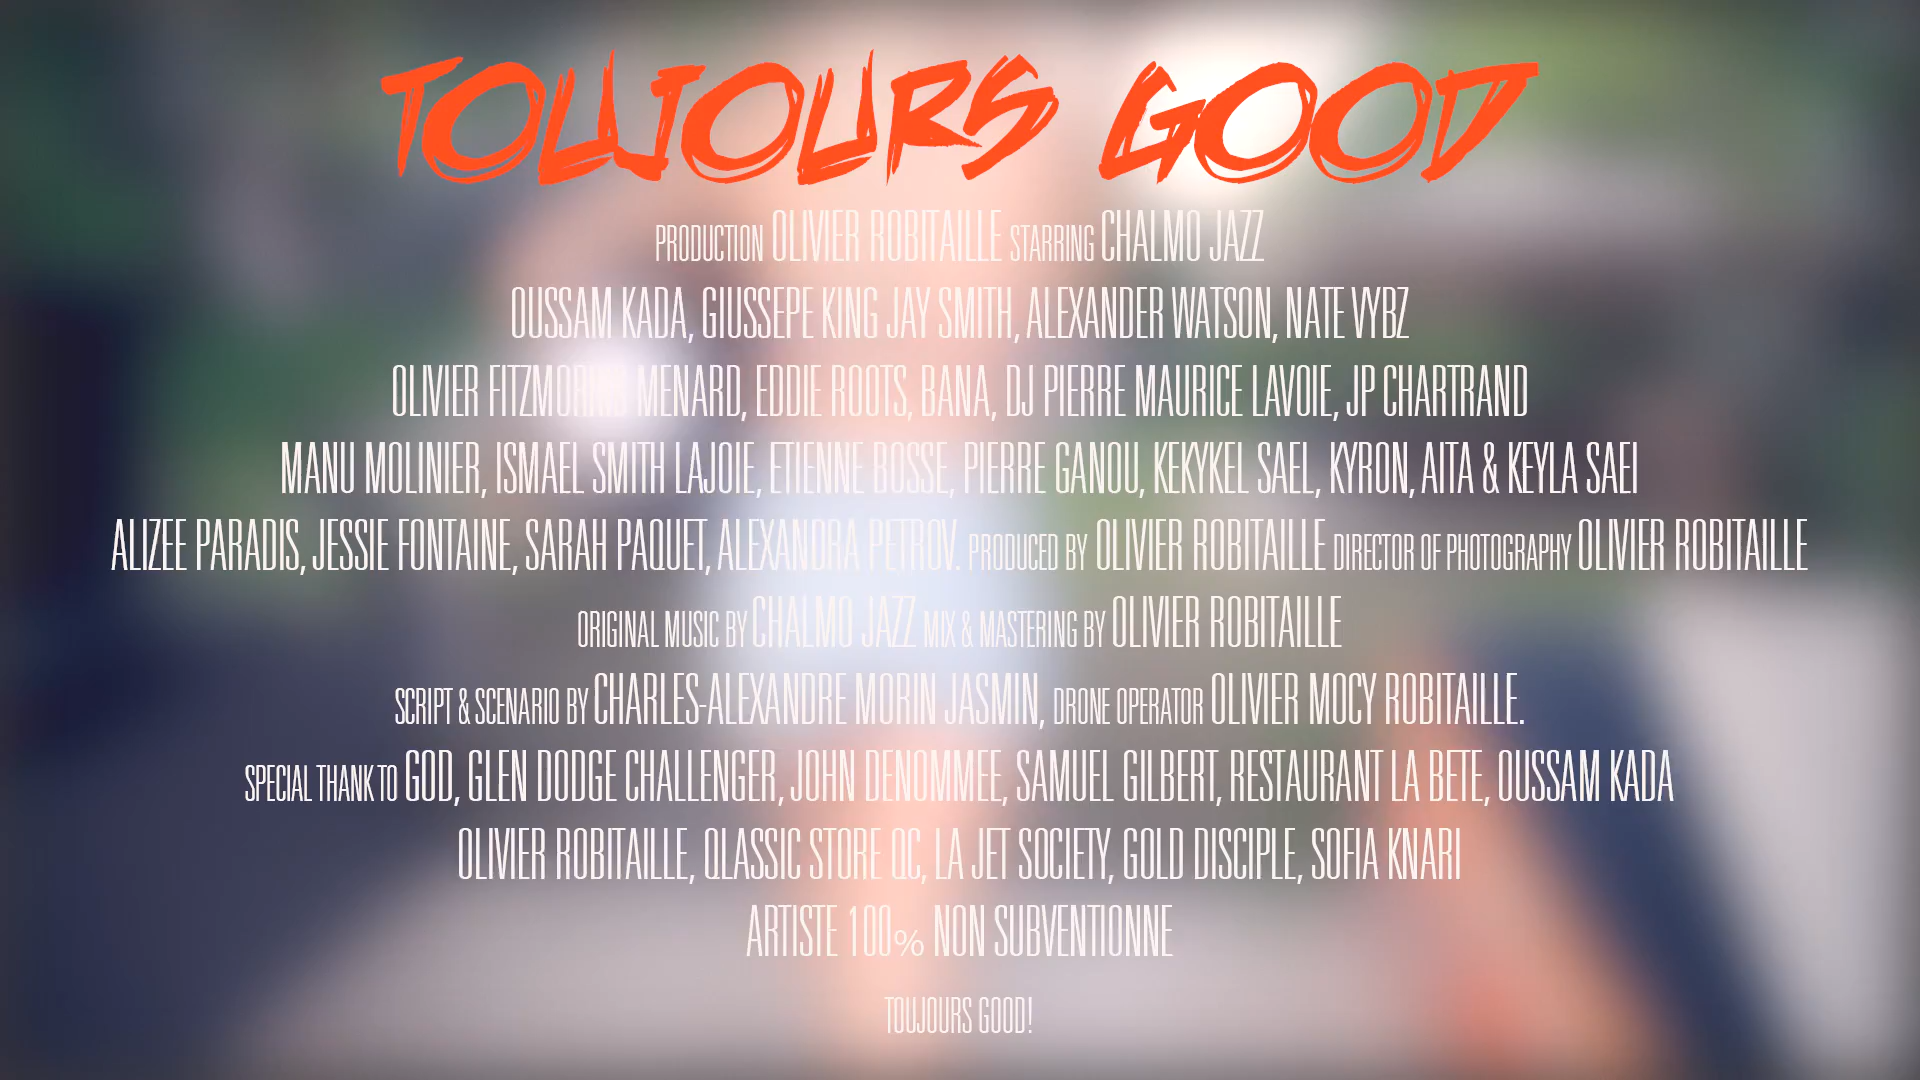 TOUJOURS GOOD
PRODUCTION OLIVIER ROBITAILLE STARRING CHALMO JAZZ
OUSSAM KADA, GIUSSEPE KING JAY SMITH, ALEXANDER WATSON, NATE VYBZ
OLIVIER MENARD, EDDIE ROOTS, BANA, DJ PIERRE MAURICE LAVOIE, JP CHARTRAND
MANU MOLINIER, ISMAEL SMITH LAJOIE, ETIENNE BOSSE, PIERRE GANOU, KEKYKEL SAEL, KYRON, AITA & KEYLA SAEI
ALIZEE PARADIS, JESSIE FONTAINE, SARAH PAQUET, ALEXANDRA PETROV. PRODUCED BY OLIVIER ROBITAILLE DIRECTOR OF PHOTOGRAPHY OLIVIER ROBITAILLE
ORIGINAL MUSIC BY CHALMO JAZZ MIX & MASTERING BY OLIVIER ROBITAILLE
SCRIPT & SCENARIO BY CHARLES-ALEXANDRE MORIN JASMIN, DRONE OPERATOR OLIVIER MOCY ROBITAILLE.
SPECIAL THANK TO GOD, GLEN DODGE CHALLENGER, JOHN DENOMMEE, SAMUEL GILBERT, RESTAURANT LA BETE, OUSSAM KADA
OLIVIER ROBITAILLE, QLASSIC STORE QC, LA JET SOCIETY, GOLD DISCIPLE, SOFIA KNARI
ARTISTE 100% NON SUBVENTIONNE
TOUJOURS GOOD!